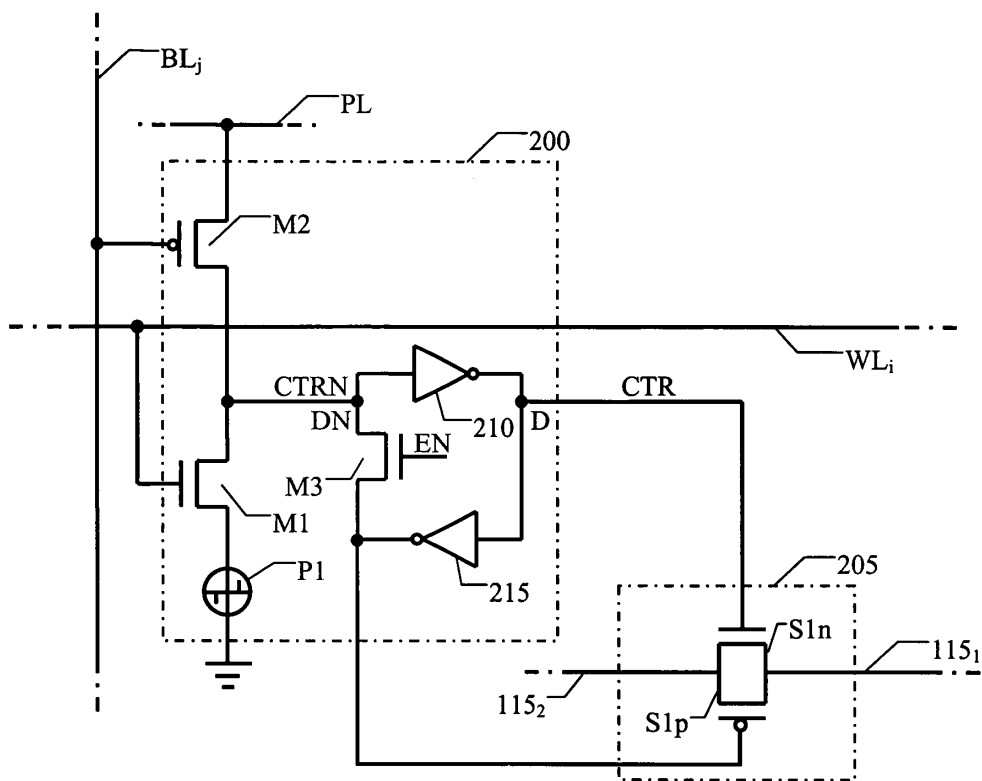 BLj
PL
200
M2
WLi
CTRN
DN
210
D
CTR
EN
M3
M1
P1
215
205
S1n
1151
1152
S1p